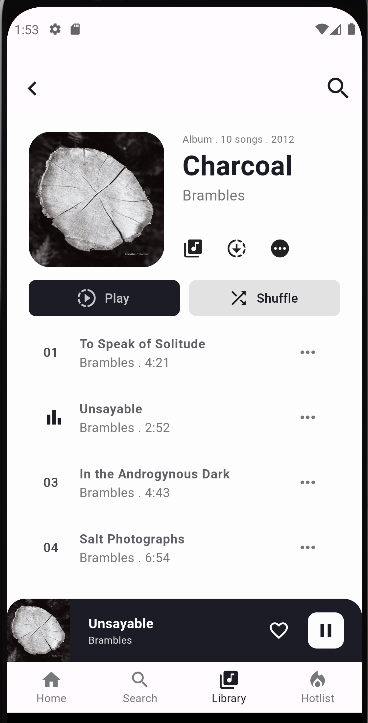 1:53
Album . 10 songs . 2012
Charcoal
Brambles
Play
Shuffle
01
To Speak of Solitude
Brambles . 4:21
Unsayable
Brambles . 2:52
03
In the Androgynous Dark
Brambles . 4:43
04
Salt Photographs
Brambles . 6:54
Unsayable
Brambles
Home
Search
Library
Hotlist